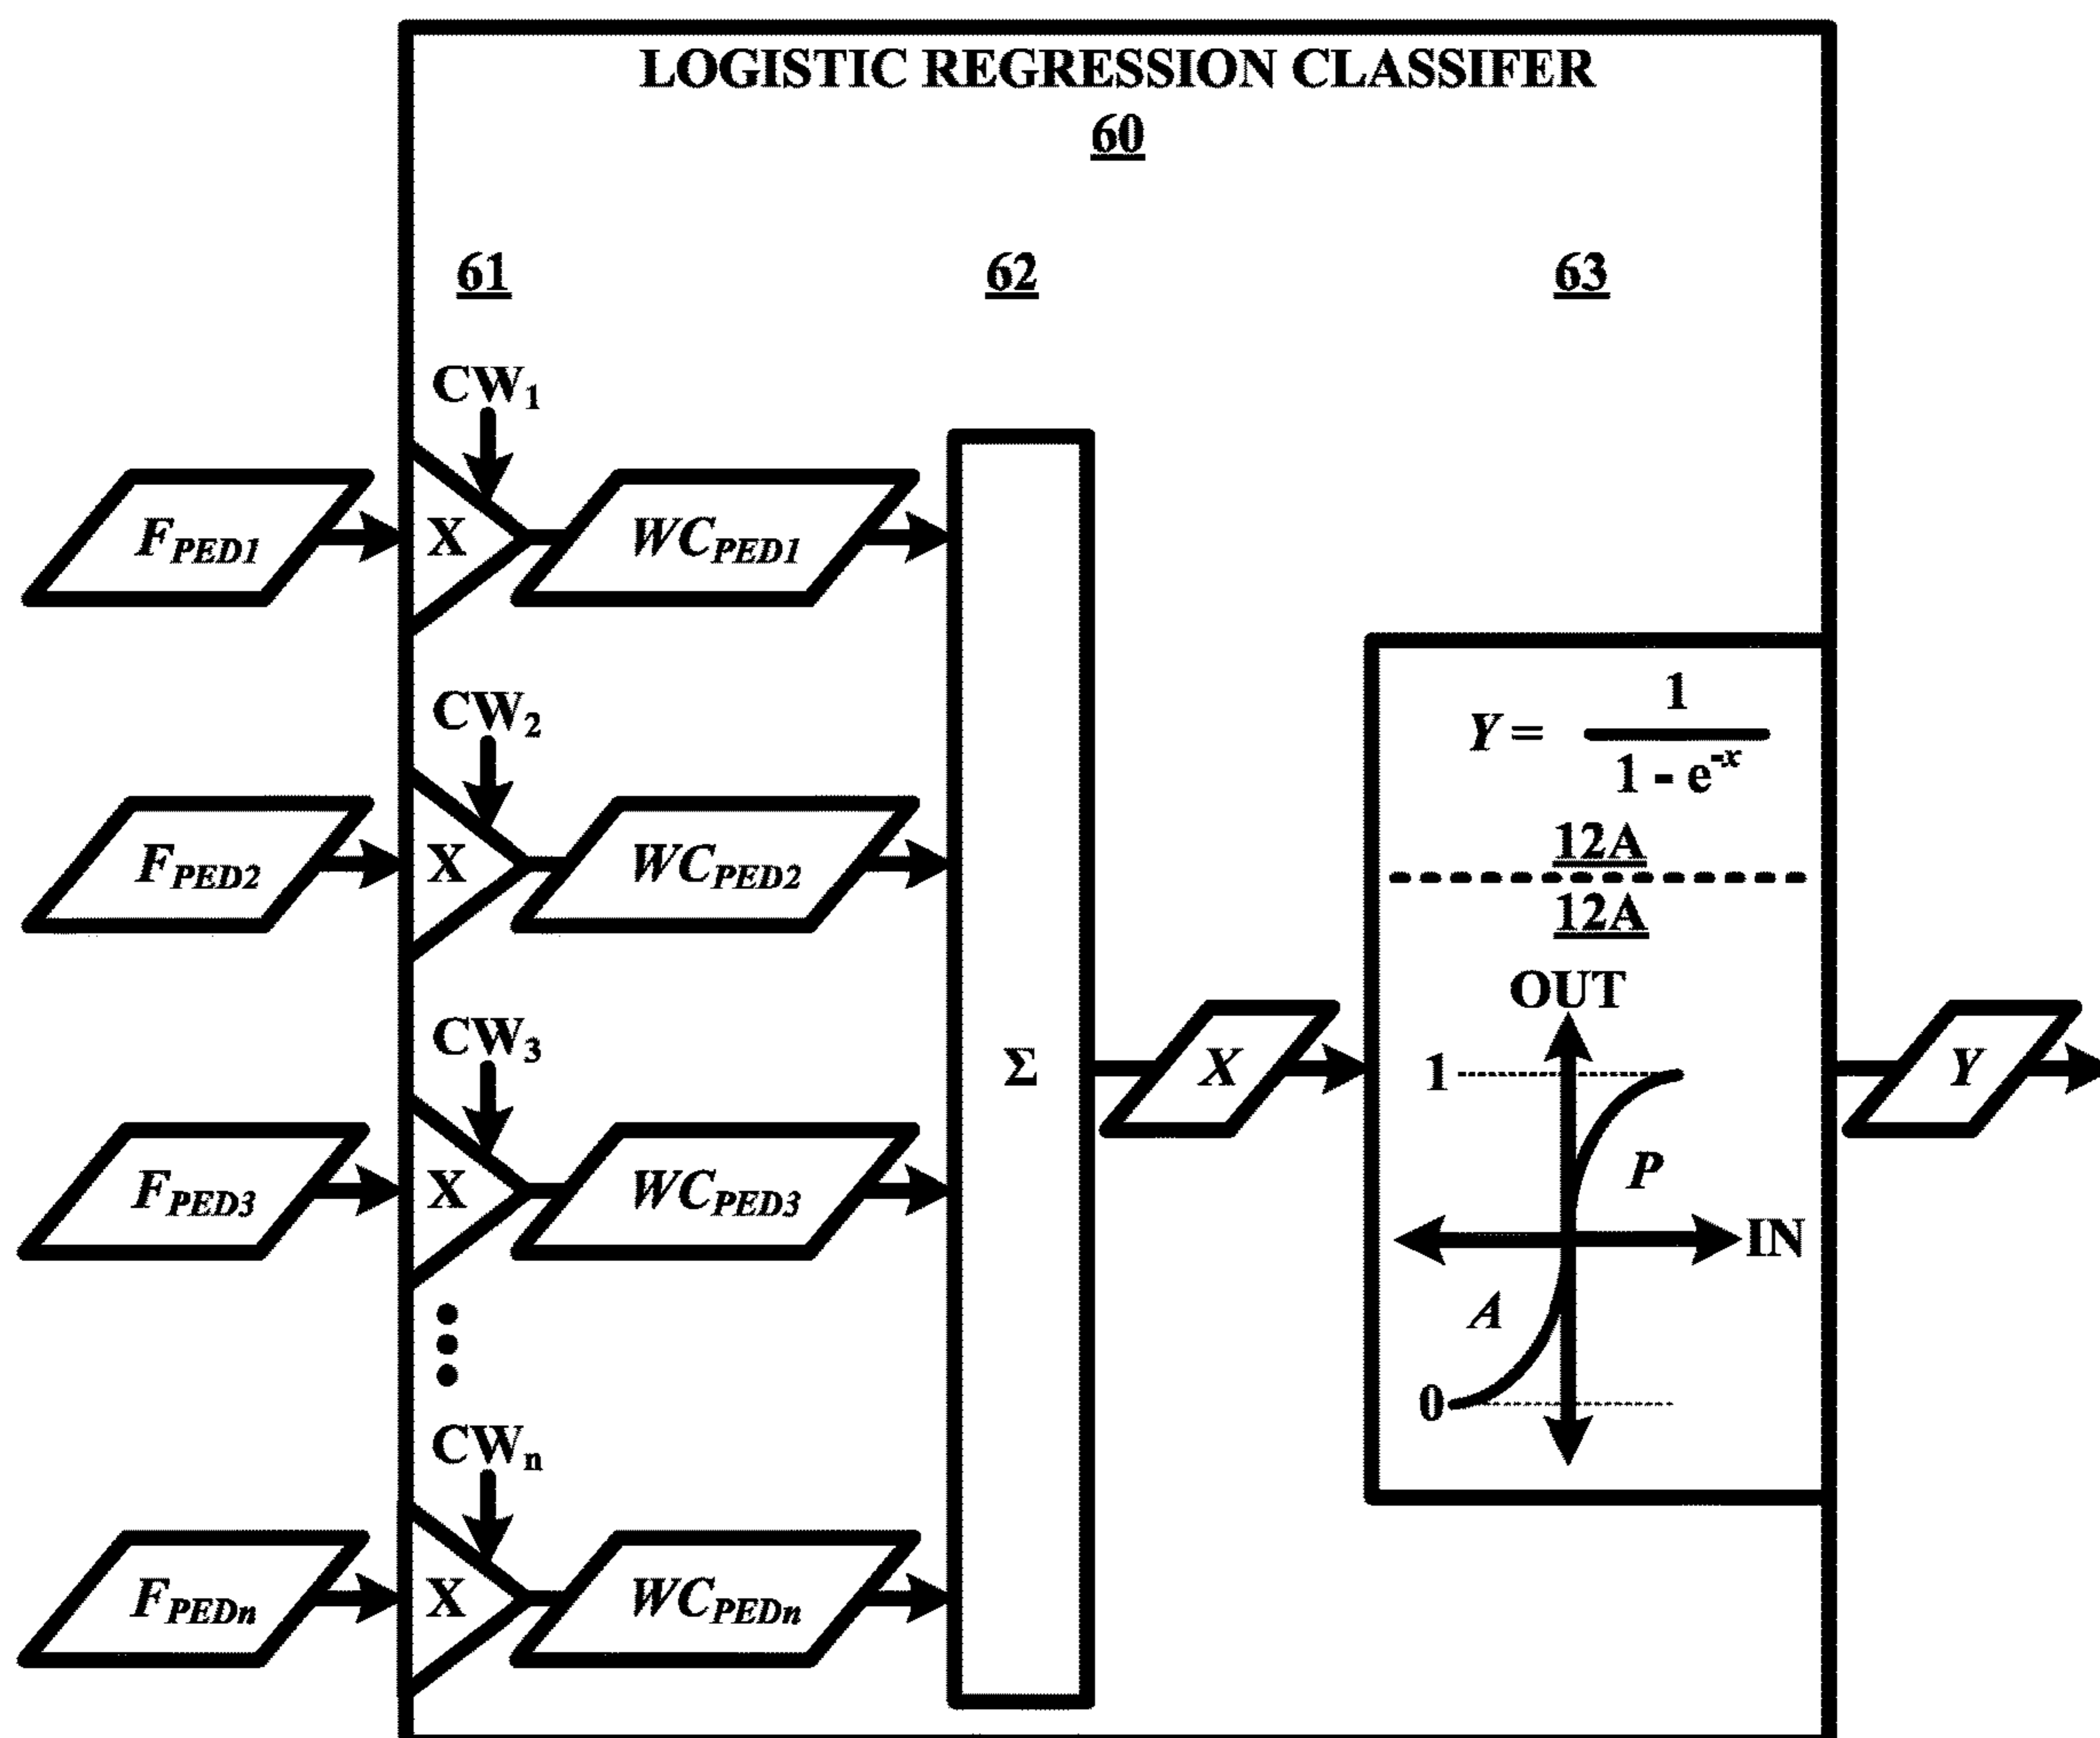 LOGISTIC REGRESSION CLASSIFER
60
61
62
63
CW1
FPED1
X
WCPED1
CW2
FPED2
X
WCPED2
CW3
FPED3
X
WCPED3
CWn
FPEDn
X
WCPEDn
Σ
X
Y = 1
1 - e-x
12A
12A
OUT
1
P
IN
A
0
Y